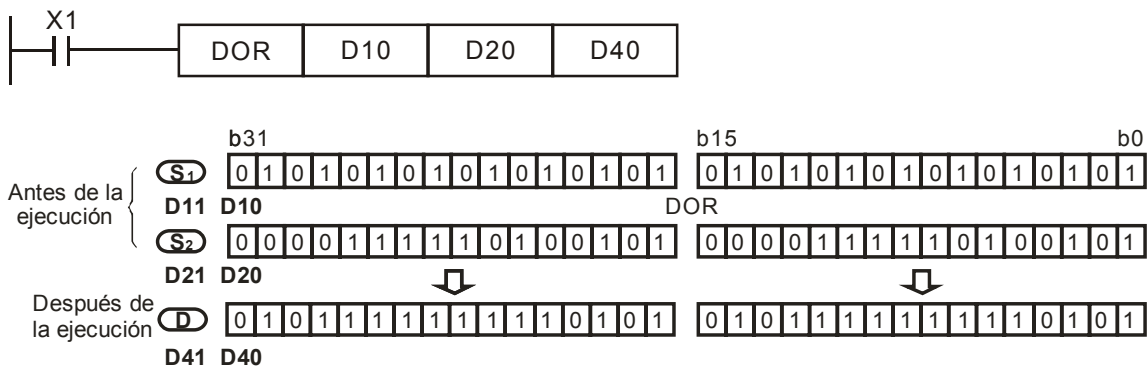 X1
DOR D10 D20 D40
b31 b15 b0
Antes de la ejecución
S1 0 1 0 1 0 1 0 1 0 1 0 1 0 1 0 1 0 1 0 1 0 1 0 1 0 1 0 1 0 1 0 1
D11 D10 DOR
S2 0 0 0 0 1 1 1 1 1 0 1 0 0 1 0 1 0 0 0 0 1 1 1 1 1 0 1 0 0 1 0 1
D21 D20
Después de la ejecución
D 0 1 0 1 1 1 1 1 1 1 1 1 0 1 0 1 0 1 0 1 1 1 1 1 1 1 1 1 0 1 0 1
D41 D40